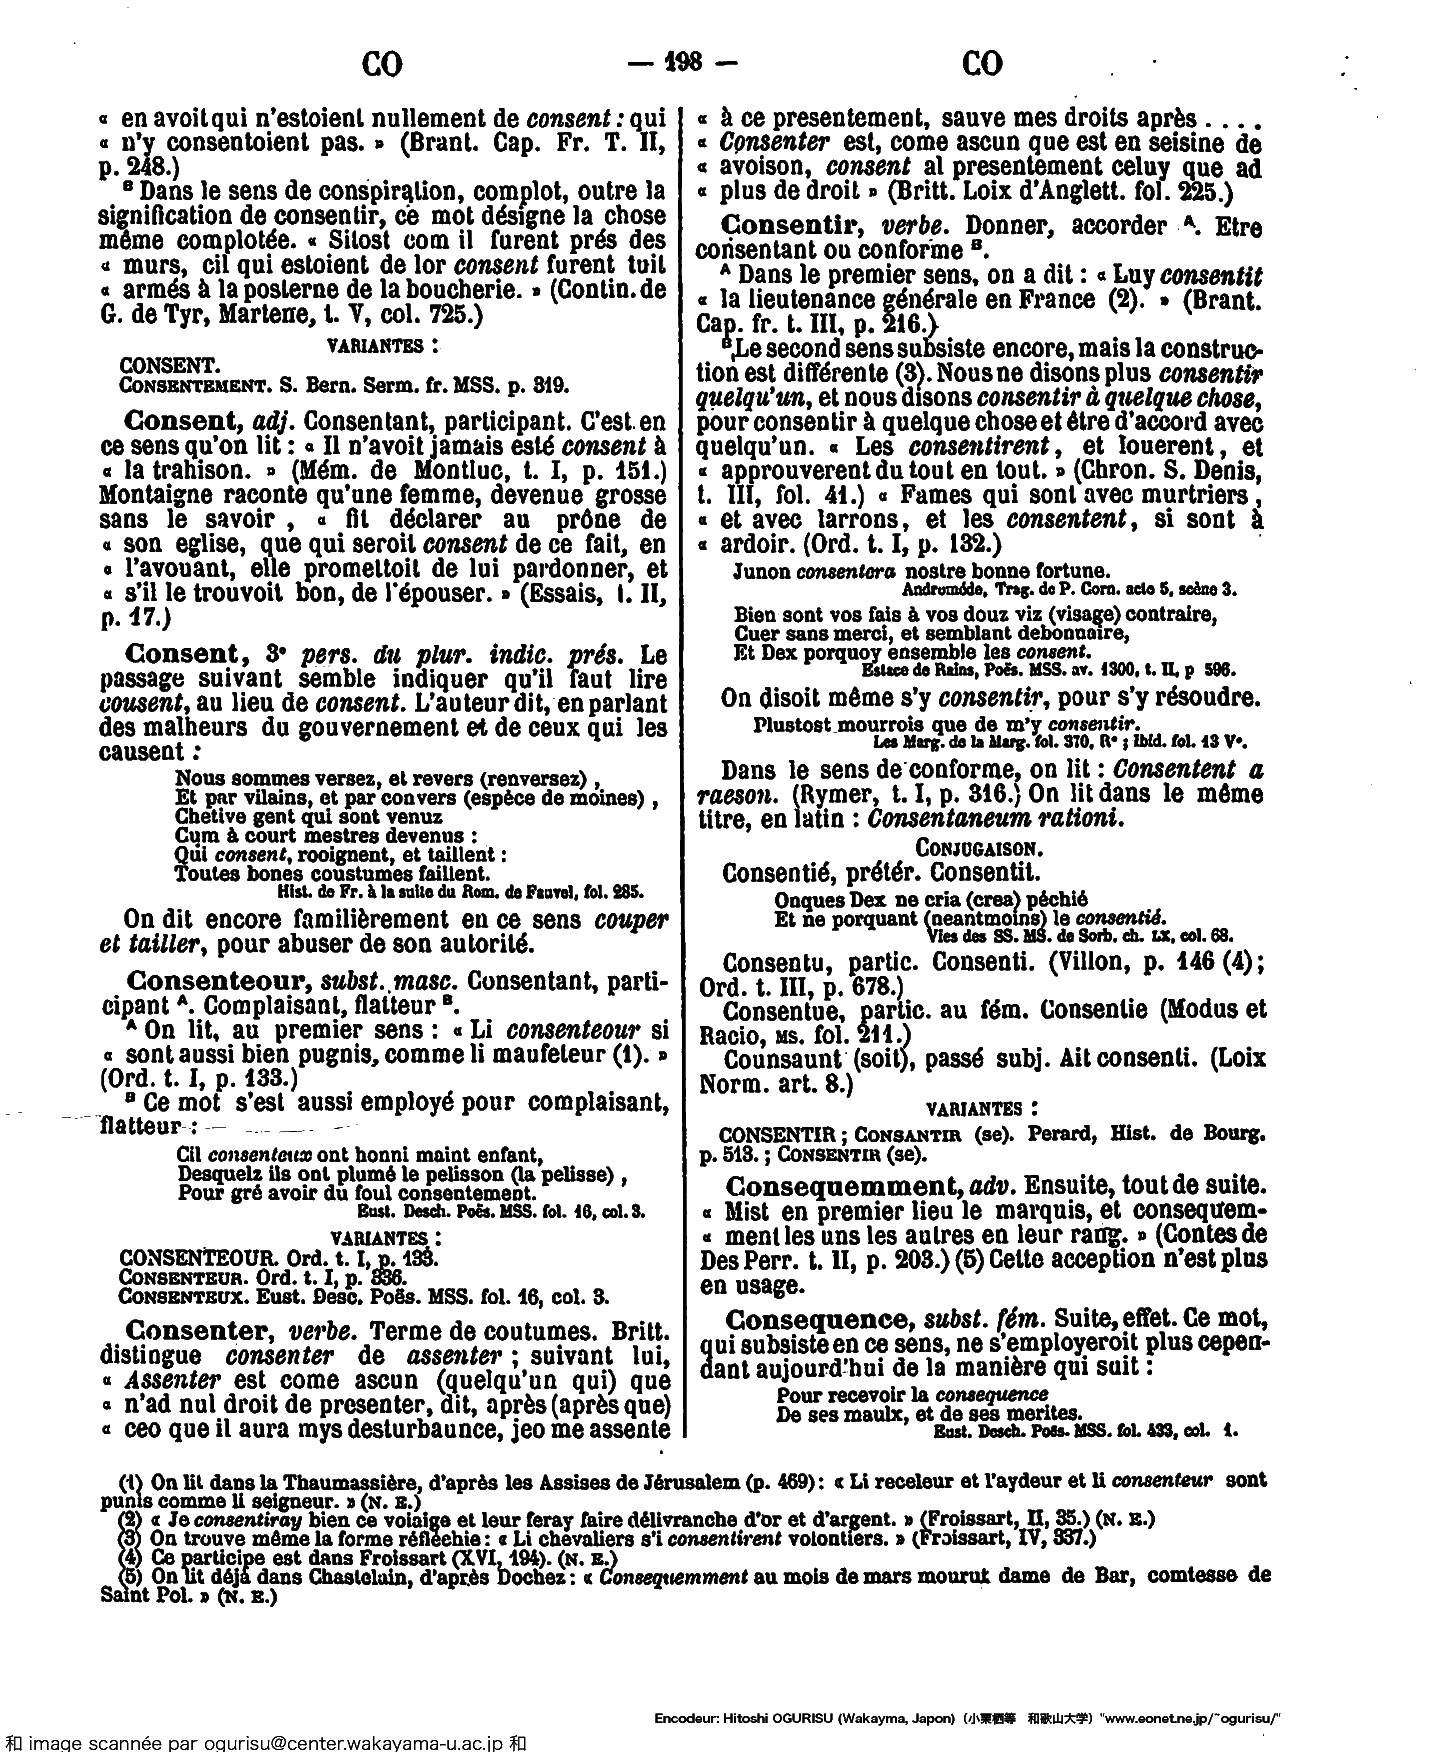 CO — 198 — CO
« en avoit qui n'estoient nullement de consent : qui
« n'y consentoient pas. » (Brant. Cap. Fr. T. II,
p. 248.)
B Dans le sens de conspiration, complot, outre la
signification de consentir, ce mot désigne la chose
même complotée. « Sitost com il furent prés des
« murs, cil qui estoient de lor consent furent tuit
« armés à la posterne de la boucherie. » (Contin. de
G. de Tyr, Martene, t. V, col. 725.)
VARIANTES :
CONSENT.
CONSENTEMENT. S. Bern. Serm. fr. MSS. p. 319.
Consent, adj. Consentant, participant. C'est en
ce sens qu'on lit : « Il n'avoit jamais esté consent à
« la trahison. » (Mém. de Montluc, t. I, p. 151.)
Montaigne raconte qu'une femme, devenue grosse
sans le savoir , « fit déclarer au prône de
« son eglise, que qui seroit consent de ce fait, en
« l'avouant, elle promettoit de lui pardonner, et
« s'il le trouvoit bon, de l'épouser. » (Essais, t. II,
p. 17.)
Consent, 3e pers. du plur. indic. prés. Le
passage suivant semble indiquer qu'il faut lire
cousent, au lieu de consent. L'auteur dit, en parlant
des malheurs du gouvernement et de ceux qui les
causent :
Nous sommes versez, et revers (renversez) ,
Et par vilains, et par convers (espèce de moines) ,
Chetive gent qui sont venuz
Cum à court mestres devenus :
Qui consent, rooignent, et taillent :
Toutes bones coustumes faillent.
Hist. de Fr. à la suite du Rom. de Fauvel, fol. 285.
On dit encore familièrement en ce sens couper
et tailler, pour abuser de son autorité.
Consenteour, subst. masc. Consentant, parti-
cipant A. Complaisant, flatteur B.
A On lit, au premier sens : « Li consenteour si
« sont aussi bien pugnis, comme li maufeteur (1). »
(Ord. t. I, p. 133.)
B Ce mot s'est aussi employé pour complaisant,
flatteur :
Cil consenteux ont honni maint enfant,
Desquelz ils ont plumé le pelisson (la pelisse) ,
Pour gré avoir du foul consentement.
Eust. Desch. Poës. MSS. fol. 16, col. 3.
VARIANTES :
CONSENTEOUR. Ord. t. I, p. 133.
CONSENTEUR. Ord. t. I, p. 336.
CONSENTEUX. Eust. Desc. Poës. MSS. fol. 16, col. 3.
Consenter, verbe. Terme de coutumes. Britt.
distingue consenter de assenter ; suivant lui,
« Assenter est come ascun (quelqu'un qui) que
« n'ad nul droit de presenter, dit, après (après que)
« ceo que il aura mys desturbaunce, jeo me assente
« à ce presentement, sauve mes droits après . . . .
« Consenter est, come ascun que est en seisine de
« avoison, consent al presentement celuy que ad
« plus de droit » (Britt. Loix d'Anglett. fol. 225.)
Consentir, verbe. Donner, accorder A. Etre
consentant ou conforme B.
A Dans le premier sens, on a dit : « Luy consentit
« la lieutenance générale en France (2). » (Brant.
Cap. fr. t. III, p. 216.)
B Le second sens subsiste encore, mais la construc-
tion est différente (3). Nous ne disons plus consentir
quelqu'un, et nous disons consentir à quelque chose,
pour consentir à quelque chose et être d'accord avec
quelqu'un. « Les consentirent, et louerent, et
« approuverent du tout en tout. » (Chron. S. Denis,
t. III, fol. 41.) « Fames qui sont avec murtriers ,
« et avec larrons, et les consentent, si sont à
« ardoir. (Ord. t. I, p. 132.)
Junon consentora nostre bonne fortune.
Andromède, Trag. de P. Corn. acte 5, scène 3.
Bien sont vos fais à vos douz viz (visage) contraire,
Cuer sans merci, et semblant debonnaire,
Et Dex porquoy ensemble les consent.
Estace de Rains, Poës. MSS. av. 1300, t. II, p 596.
On disoit même s'y consentir, pour s'y résoudre.
Plustost mourrois que de m'y consentir.
Les Marg. de la Marg. fol. 370, R° ; Ibid. fol. 13 V°.
Dans le sens de conforme, on lit : Consentent a
raeson. (Rymer, t. I, p. 316.) On lit dans le même
titre, en latin : Consentaneum rationi.
CONJUGAISON.
Consentié, prétér. Consentit.
Onques Dex ne cria (crea) péchié
Et ne porquant (neantmoins) le consentié.
Vies des SS. MS. de Sorb. ch. LX, col. 68.
Consentu, partic. Consenti. (Villon, p. 146 (4) ;
Ord. t. III, p. 678.)
Consentue, partic. au fém. Consentie (Modus et
Racio, MS. fol. 211.)
Counsaunt (soit), passé subj. Ait consenti. (Loix
Norm. art. 8.)
VARIANTES :
CONSENTIR ; CONSANTIR (se). Perard, Hist. de Bourg.
p. 513. ; CONSENTIR (se).
Consequemment, adv. Ensuite, tout de suite.
« Mist en premier lieu le marquis, et consequem-
« ment les uns les autres en leur rang. » (Contes de
Des Perr. t. II, p. 203.) (5) Cette acception n'est plus
en usage.
Consequence, subst. fém. Suite, effet. Ce mot,
qui subsiste en ce sens, ne s'employeroit plus cepen-
dant aujourd'hui de la manière qui suit :
Pour recevoir la consequence
De ses maulx, et de ses merites.
Eust. Desch. Poës. MSS. fol. 433, col. 1.
(1) On lit dans la Thaumassière, d'après les Assises de Jérusalem (p. 469) : « Li receleur et l'aydeur et li consenteur sont
punis comme li seigneur. » (N. E.)
(2) « Je consentiray bien ce voiaige et leur feray faire délivranche d'or et d'argent. » (Froissart, II, 35.) (N. E.)
(3) On trouve même la forme réfléchie : « Li chevaliers s'i consentirent volontiers. » (Froissart, IV, 337.)
(4) Ce participe est dans Froissart (XVI, 194). (N. E.)
(5) On lit déjà dans Chastelain, d'après Dochez : « Consequemment au mois de mars mourut dame de Bar, comtesse de
Saint Pol. » (N. E.)
Encodeur: Hitoshi OGURISU (Wakayma, Japon) (小栗栖等 和歌山大学) "www.eonet.ne.jp/~ogurisu/"
和 image scannée par ogurisu@center.wakayama-u.ac.jp 和